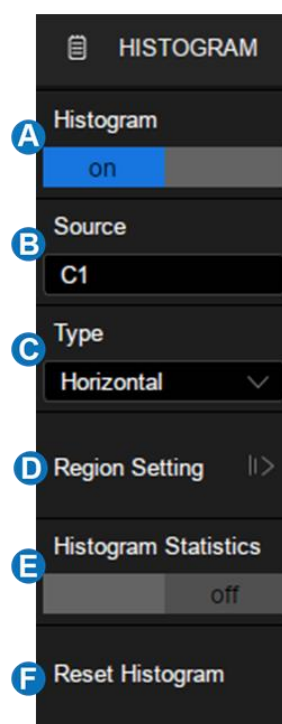 HISTOGRAM
A
Histogram
on
B
Source
C1
C
Type
Horizontal
D
Region Setting
E
Histogram Statistics
off
F
Reset Histogram